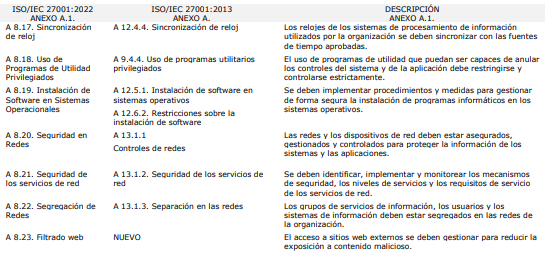 ISO/IEC 27001:2022
ANEXO A.1.
ISO/IEC 27001:2013
ANEXO A.
DESCRIPCIÓN
ANEXO A.1.
A 8.17. Sincronización
de reloj
A 12.4.4. Sincronización de reloj
Los relojes de los sistemas de procesamiento de información
utilizados por la organización se deben sincronizar con las fuentes
de tiempo aprobadas.
A 8.18. Uso de
Programas de Utilidad
Privilegiados
A 9.4.4. Uso de programas utilitarios
privilegiados
El uso de programas de utilidad que puedan ser capaces de anular
los controles del sistema y de la aplicación debe restringirse y
controlarse estrictamente.
A 8.19. Instalación de
Software en Sistemas
Operacionales
A 12.5.1. Instalación de software en
sistemas operativos
A 12.6.2. Restricciones sobre la
instalación de software
Se deben implementar procedimientos y medidas para gestionar
de forma segura la instalación de programas informáticos en los
sistemas operativos.
A 8.20. Seguridad en
Redes
A 13.1.1
Controles de redes
Las redes y los dispositivos de red deben estar asegurados,
gestionados y controlados para proteger la información de los
sistemas y las aplicaciones.
A 8.21. Seguridad de
los servicios de red
A 13.1.2. Seguridad de los servicios de
red
Se deben identificar, implementar y monitorear los mecanismos
de seguridad, los niveles de servicios y los requisitos de servicio
de los servicios de red.
A 8.22. Segregación de
Redes
A 13.1.3. Separación en las redes
Los grupos de servicios de información, los usuarios y los
sistemas de información deben estar segregados en las redes de
la organización.
A 8.23. Filtrado web
NUEVO
El acceso a sitios web externos se deben gestionar para reducir la
exposición a contenido malicioso.